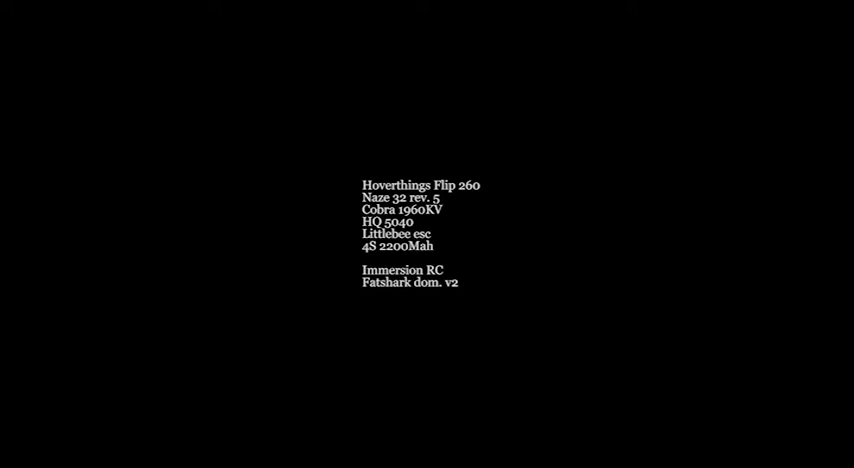 Hoverthings Flip 260
Naze 32 rev. 5
Cobra 1960KV
HQ 5040
Littlebee esc
4S 2200Mah
Immersion RC
Fatshark dom. v2